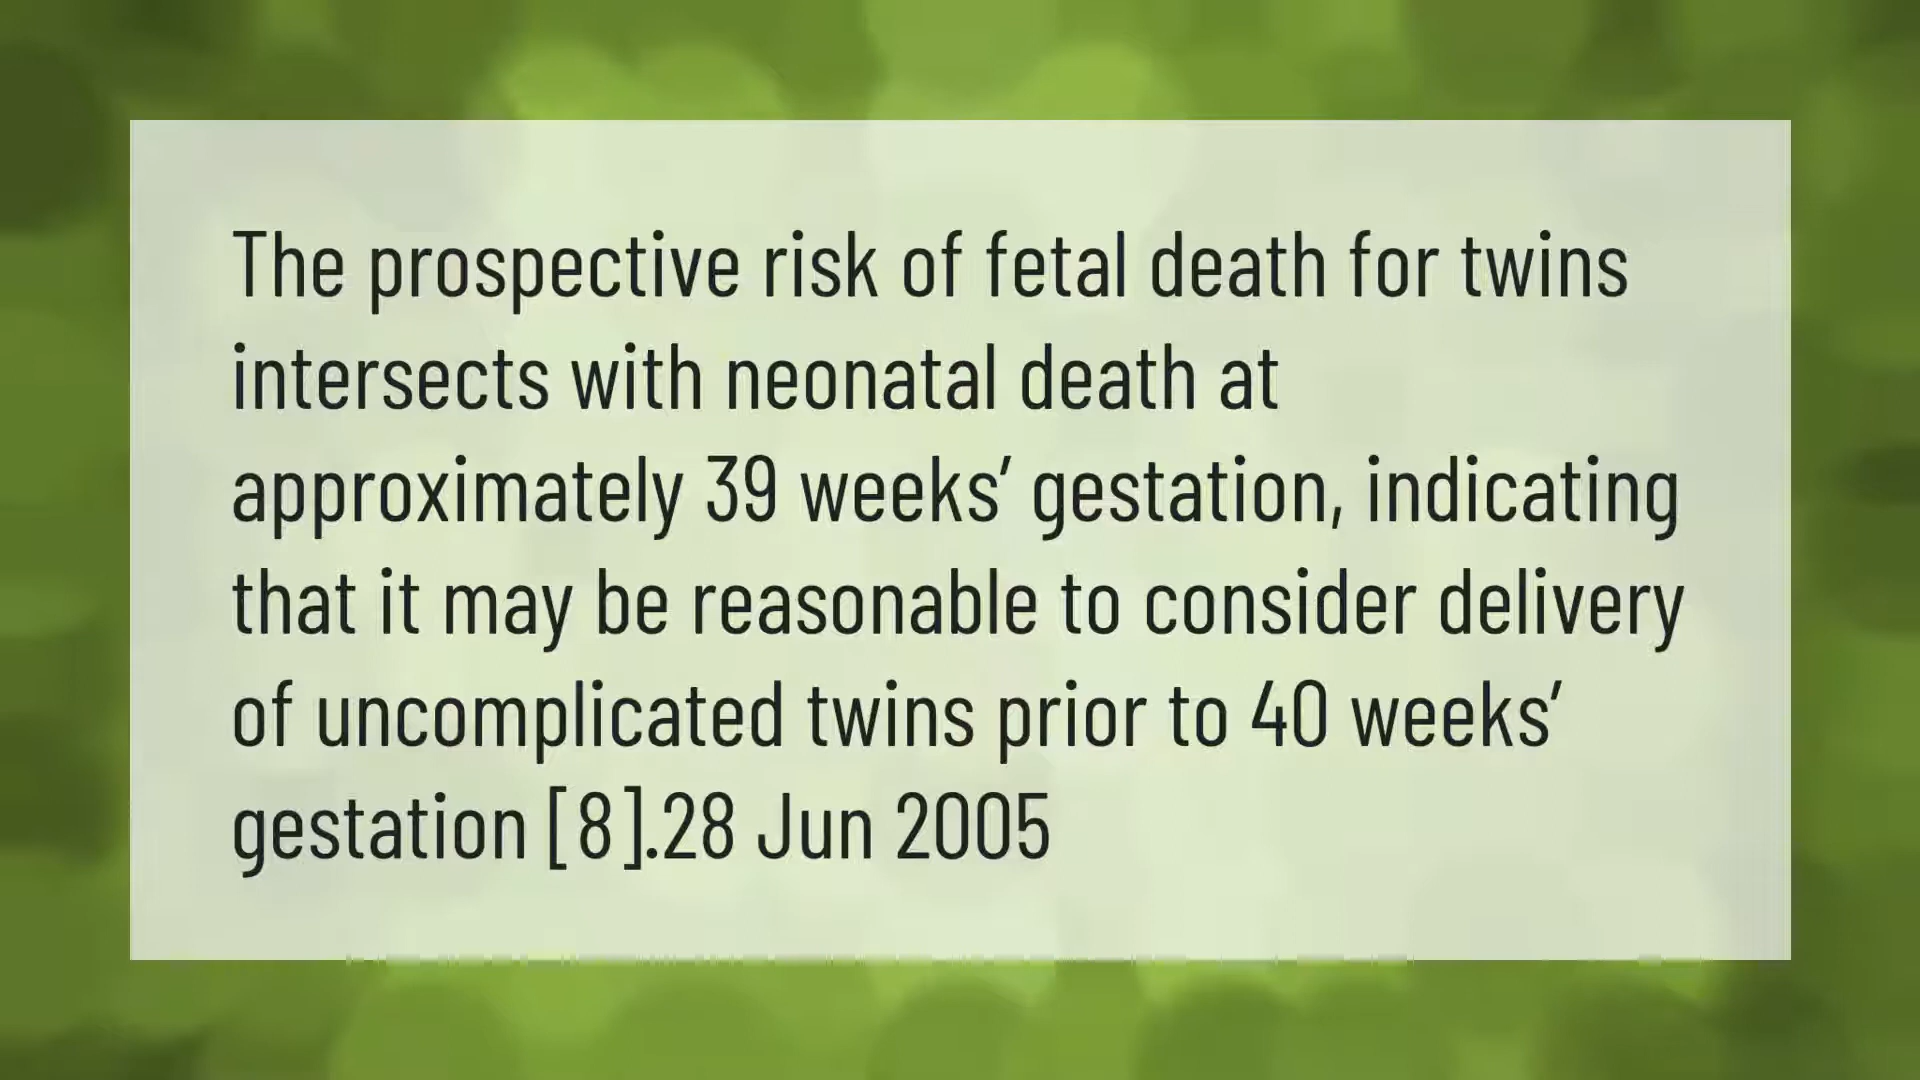 The prospective risk of fetal death for twins
intersects with neonatal death at
approximately 39 weeks′ gestation, indicating
that it may be reasonable to consider delivery
of uncomplicated twins prior to 40 weeks′
gestation [8].28 Jun 2005